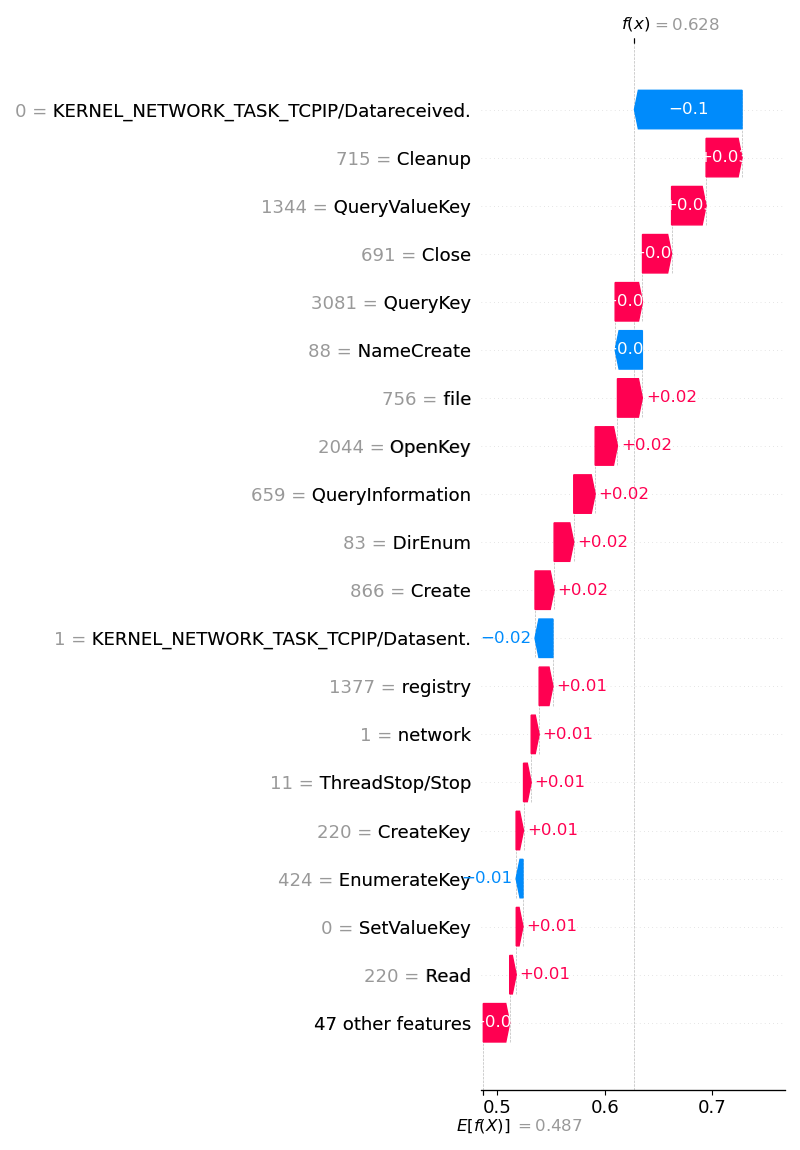 f(x) = 0.628
0 = KERNEL_NETWORK_TASK_TCPIP/Datareceived.
−0.1
715 = Cleanup
1344 = QueryValueKey
691 = Close
3081 = QueryKey
88 = NameCreate
756 = file
+0.02
2044 = OpenKey
+0.02
659 = QueryInformation
+0.02
83 = DirEnum
+0.02
866 = Create
+0.02
1 = KERNEL_NETWORK_TASK_TCPIP/Datasent.
−0.02
1377 = registry
+0.01
1 = network
+0.01
11 = ThreadStop/Stop
+0.01
220 = CreateKey
+0.01
424 = EnumerateKey
−0.01
0 = SetValueKey
+0.01
220 = Read
+0.01
47 other features
0.5 0.6 0.7
E[f(X)] = 0.487